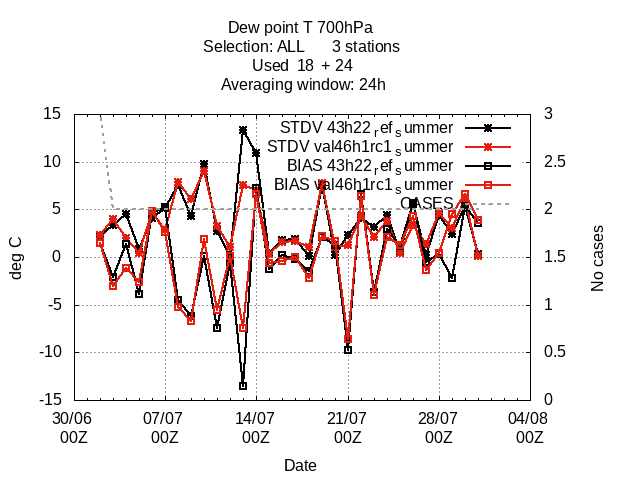 Dew point T 700hPa
Selection: ALL 3 stations
Used 18 + 24
Averaging window: 24h
STDV 43h22_ref_summer
STDV val46h1rc1_summer
BIAS 43h22_ref_summer
BIAS val46h1rc1_summer
CASES
15
10
5
0
-5
-10
-15
deg C
3
2.5
2
1.5
1
0.5
0
No cases
30/06 07/07 14/07 21/07 28/07 04/08
00Z 00Z 00Z 00Z 00Z 00Z
Date